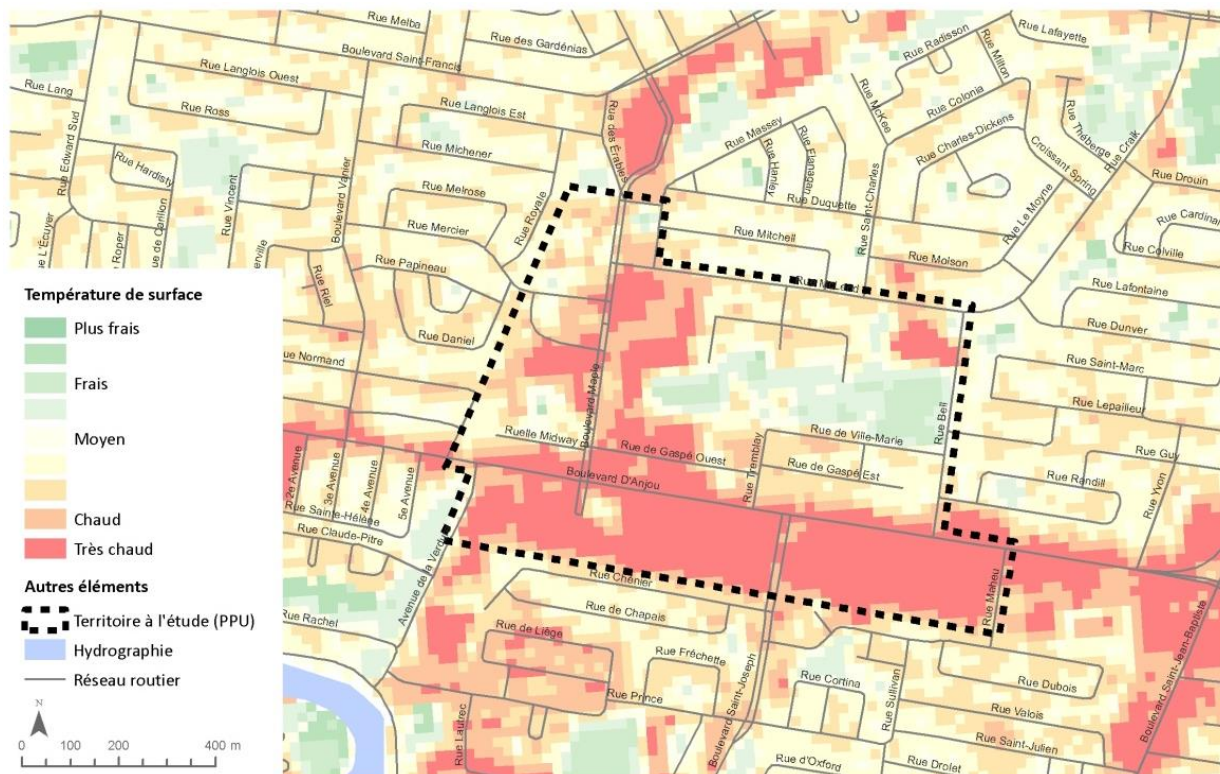 Rue Melba
Rue des Gardénias
Boulevard Saint-Francis
Rue Langlois Ouest
Rue Lang
Rue Ross
Rue Langlois Est
Rue Edward Sud
Rue Hardisty
Rue Vincent
Boulevard Vanier
Rue Michener
Rue Melrose
Rue Mercier
Rue Royale
Rue des Érables
Rue Papineau
Rue L'Écuyer
Rue Roper
Rue de Carillon
Rue Riel
Rue Daniel
Rue Normand
Rue Radisson
Rue Milton
Rue Lafayette
Rue McKee
Rue Colonia
Rue Massey
Rue Hanley
Rue Flanagan
Rue Charles-Dickens
Rue Théberge
Rue Craik
Croissant Spring
Rue Drouin
Rue Duquette
Rue Saint-Charles
Rue Le Moyne
Rue Cardinal
Rue Colville
Rue Mitchell
Rue Molson
Rue McLeod
Rue Lafontaine
Rue Dunver
Rue Saint-Marc
Rue Lepailleur
Rue Bell
Boulevard Maple
Ruelle Midway
Rue de Ville-Marie
Rue de Gaspé Ouest
Rue Tremblay
Rue de Gaspé Est
Boulevard D'Anjou
Rue Guy
Rue Randill
Rue Yvon
2e Avenue
3e Avenue
4e Avenue
5e Avenue
Rue Sainte-Hélène
Rue Claude-Pitre
Rue Rachel
Rue Chénier
Rue de Chapais
Rue de Liège
Rue Fréchette
Rue Prince
Rue Laurec
Boulevard Saint-Joseph
Rue Cortina
Rue Sullivan
Rue Maheu
Rue Dubois
Rue Valois
Rue Saint-Julien
Rue d'Oxford
Rue Drolet
Boulevard Saint-Jean-Baptiste
Température de surface
Plus frais
Frais
Moyen
Chaud
Très chaud
Autres éléments
Territoire à l'étude (PPU)
Hydrographie
Réseau routier
N
0 100 200 400 m